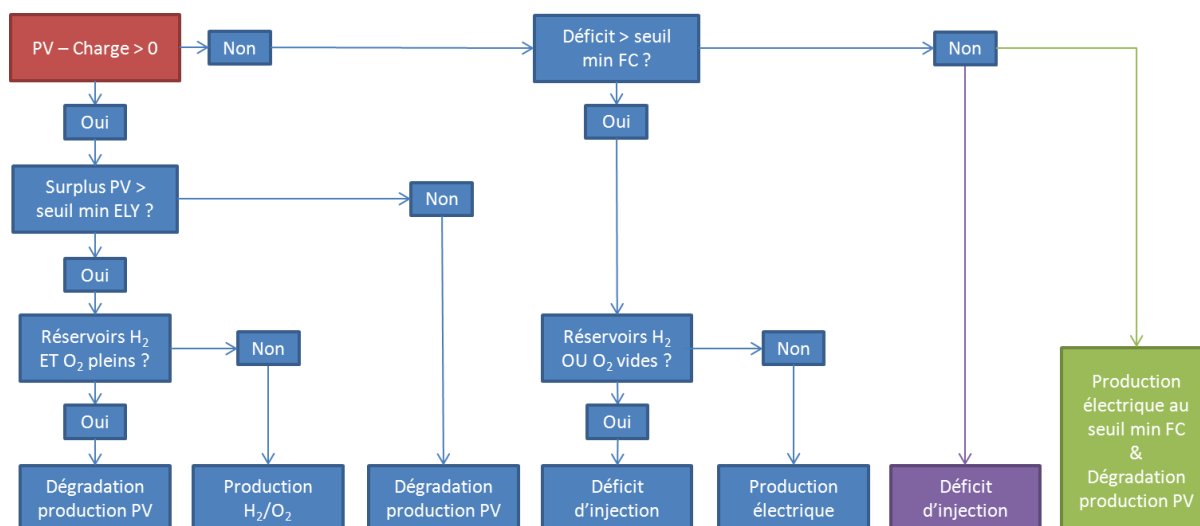 PV – Charge > 0
Non
Déficit > seuil
min FC ?
Non
Oui
Oui
Surplus PV >
seuil min ELY ?
Non
Oui
Réservoirs H₂
ET O₂ pleins ?
Non
Réservoirs H₂
OU O₂ vides ?
Non
Production
électrique au
seuil min FC
&
Dégradation
production PV
Oui
Oui
Dégradation
production PV
Production
H₂/O₂
Dégradation
production PV
Déficit
d’injection
Production
électrique
Déficit
d’injection